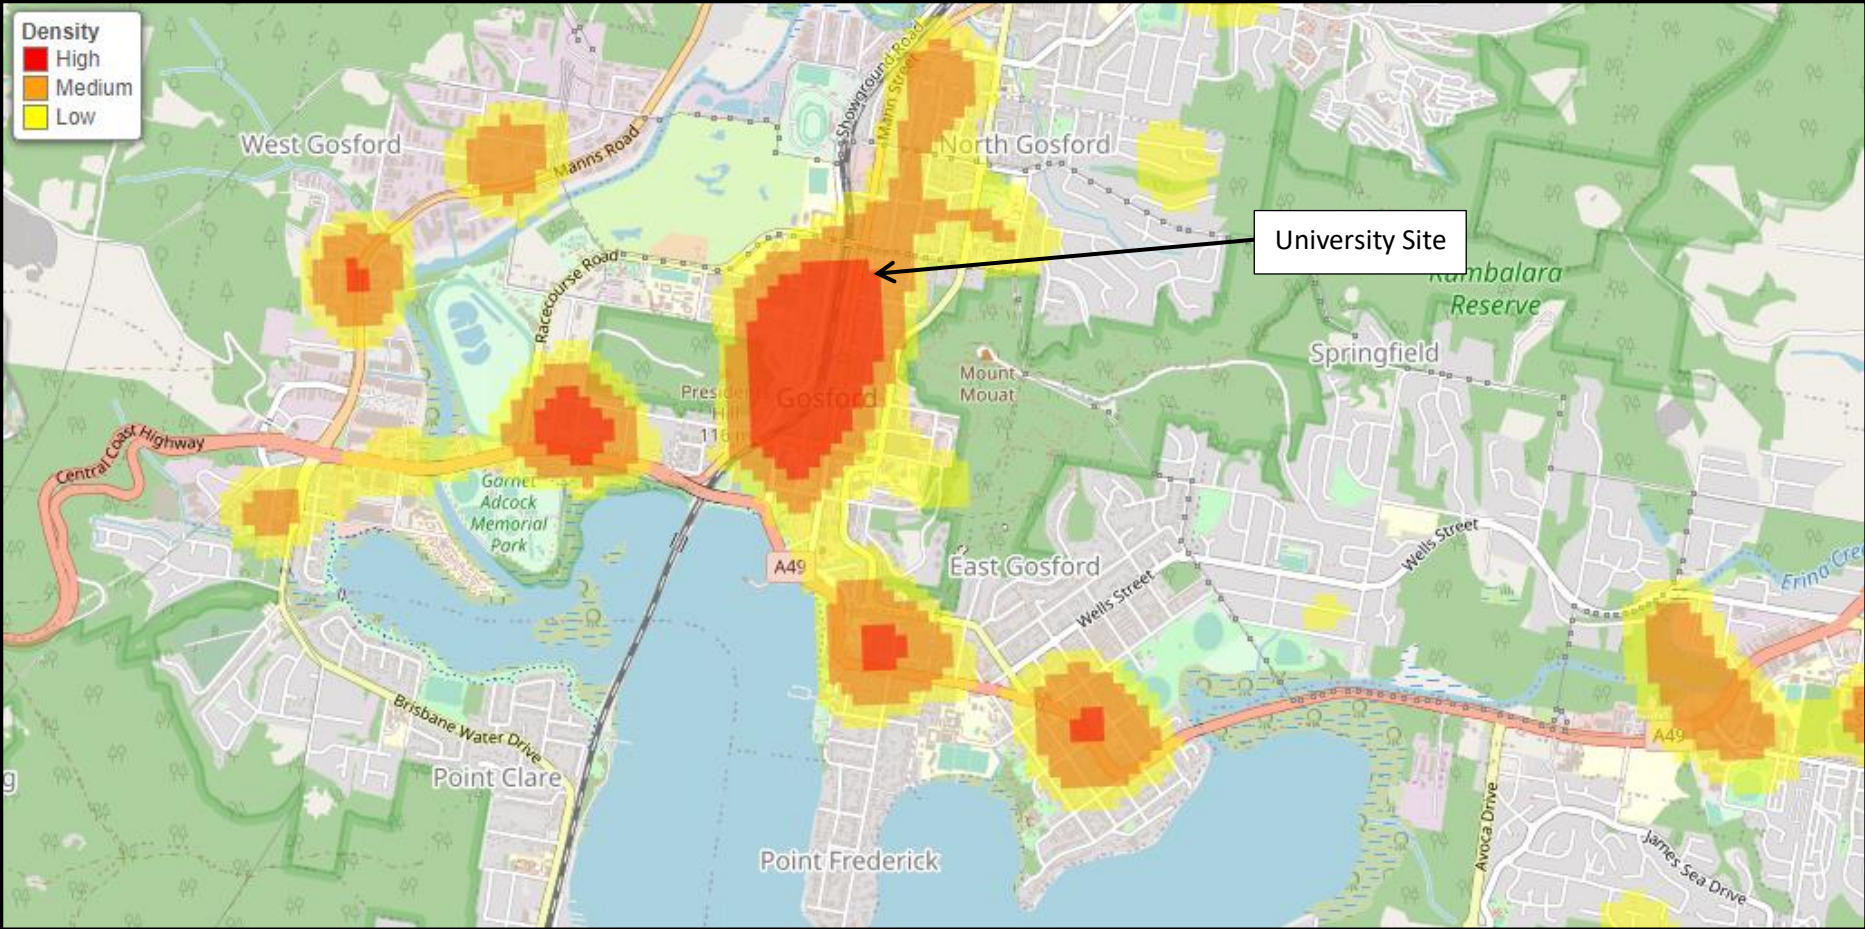 Density
High
Medium
Low
West Gosford
Manns Road
Showground Road
Mann Street
North Gosford
University Site
Racecourse Road
Rumbalara
Reserve
Springfield
Mount
Mouat
Gosford
Central Coast Highway
Garnet
Adcock
Memorial
Park
A49
East Gosford
Wells Street
Wells Street
Brisbane Water Drive
Point Clare
Point Frederick
A49
Avoca Drive
James Sea Drive